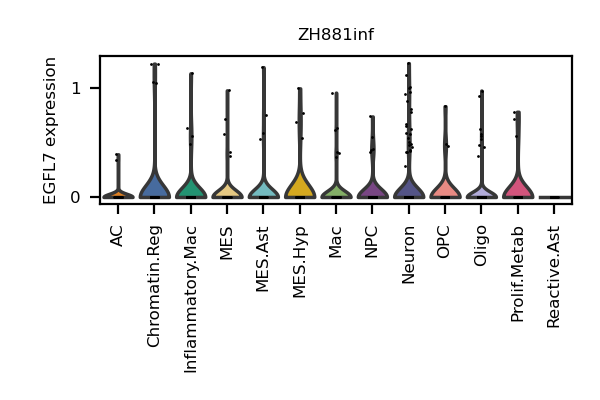 ZH881inf
EGFL7 expression
1
0
AC
Chromatin.Reg
Inflammatory.Mac
MES
MES.Ast
MES.Hyp
Mac
NPC
Neuron
OPC
Oligo
Prolif.Metab
Reactive.Ast